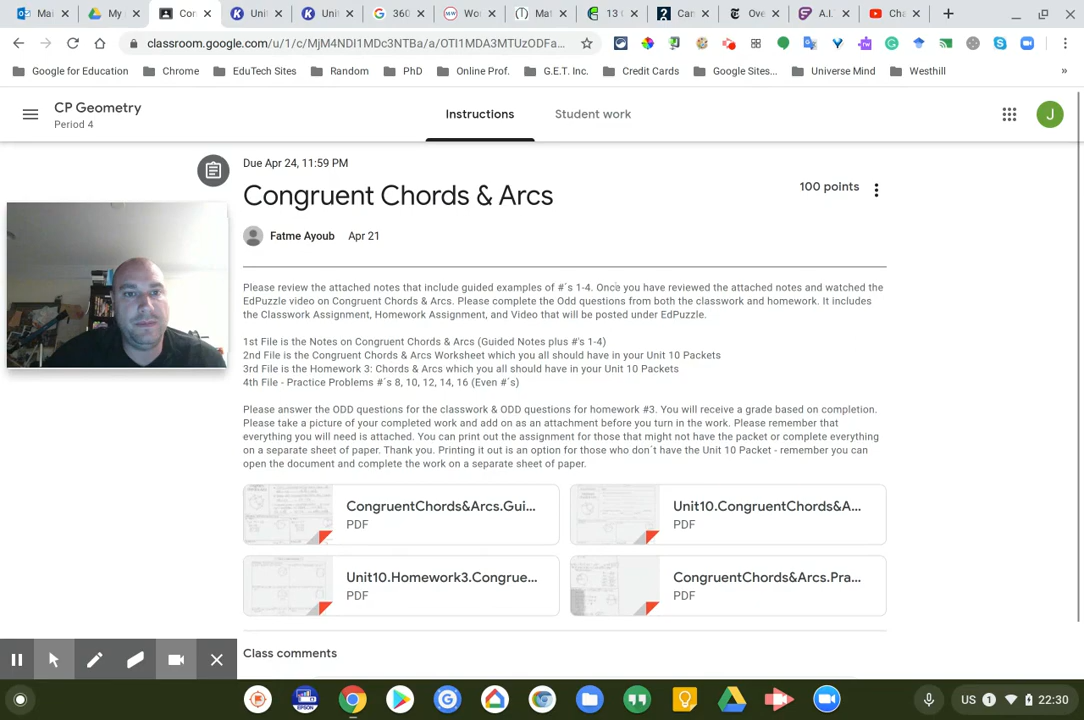 Mai
My
Cor
Uni
Uni
360
Wo
Mat
13
Can
Ove
A.I.
Cha
classroom.google.com/u/1/c/MjM4NDI1MDc3NTBa/a/OTI1MDA3MTUzODFa...
Google for Education
Chrome
EduTech Sites
Random
PhD
Online Prof.
G.E.T. Inc.
Credit Cards
Google Sites...
Universe Mind
Westhill
»
CP Geometry
Period 4
Instructions
Student work
J
Due Apr 24, 11:59 PM
Congruent Chords & Arcs
100 points
Fatme Ayoub Apr 21
Please review the attached notes that include guided examples of #´s 1-4. Once you have reviewed the attached notes and watched the
EdPuzzle video on Congruent Chords & Arcs. Please complete the Odd questions from both the classwork and homework. It includes
the Classwork Assignment, Homework Assignment, and Video that will be posted under EdPuzzle.
1st File is the Notes on Congruent Chords & Arcs (Guided Notes plus #'s 1-4)
2nd File is the Congruent Chords & Arcs Worksheet which you all should have in your Unit 10 Packets
3rd File is the Homework 3: Chords & Arcs which you all should have in your Unit 10 Packets
4th File - Practice Problems #´s 8, 10, 12, 14, 16 (Even #´s)
Please answer the ODD questions for the classwork & ODD questions for homework #3. You will receive a grade based on completion.
Please take a picture of your completed work and add on as an attachment before you turn in the work. Please remember that
everything you will need is attached. You can print out the assignment for those that might not have the packet or complete everything
on a separate sheet of paper. Thank you. Printing it out is an option for those who don´t have the Unit 10 Packet - remember you can
open the document and complete the work on a separate sheet of paper.
CongruentChords&Arcs.Gui...
PDF
Unit10.CongruentChords&A...
PDF
Unit10.Homework3.Congrue...
PDF
CongruentChords&Arcs.Pra...
PDF
Class comments
EPSON
US 1 22:30